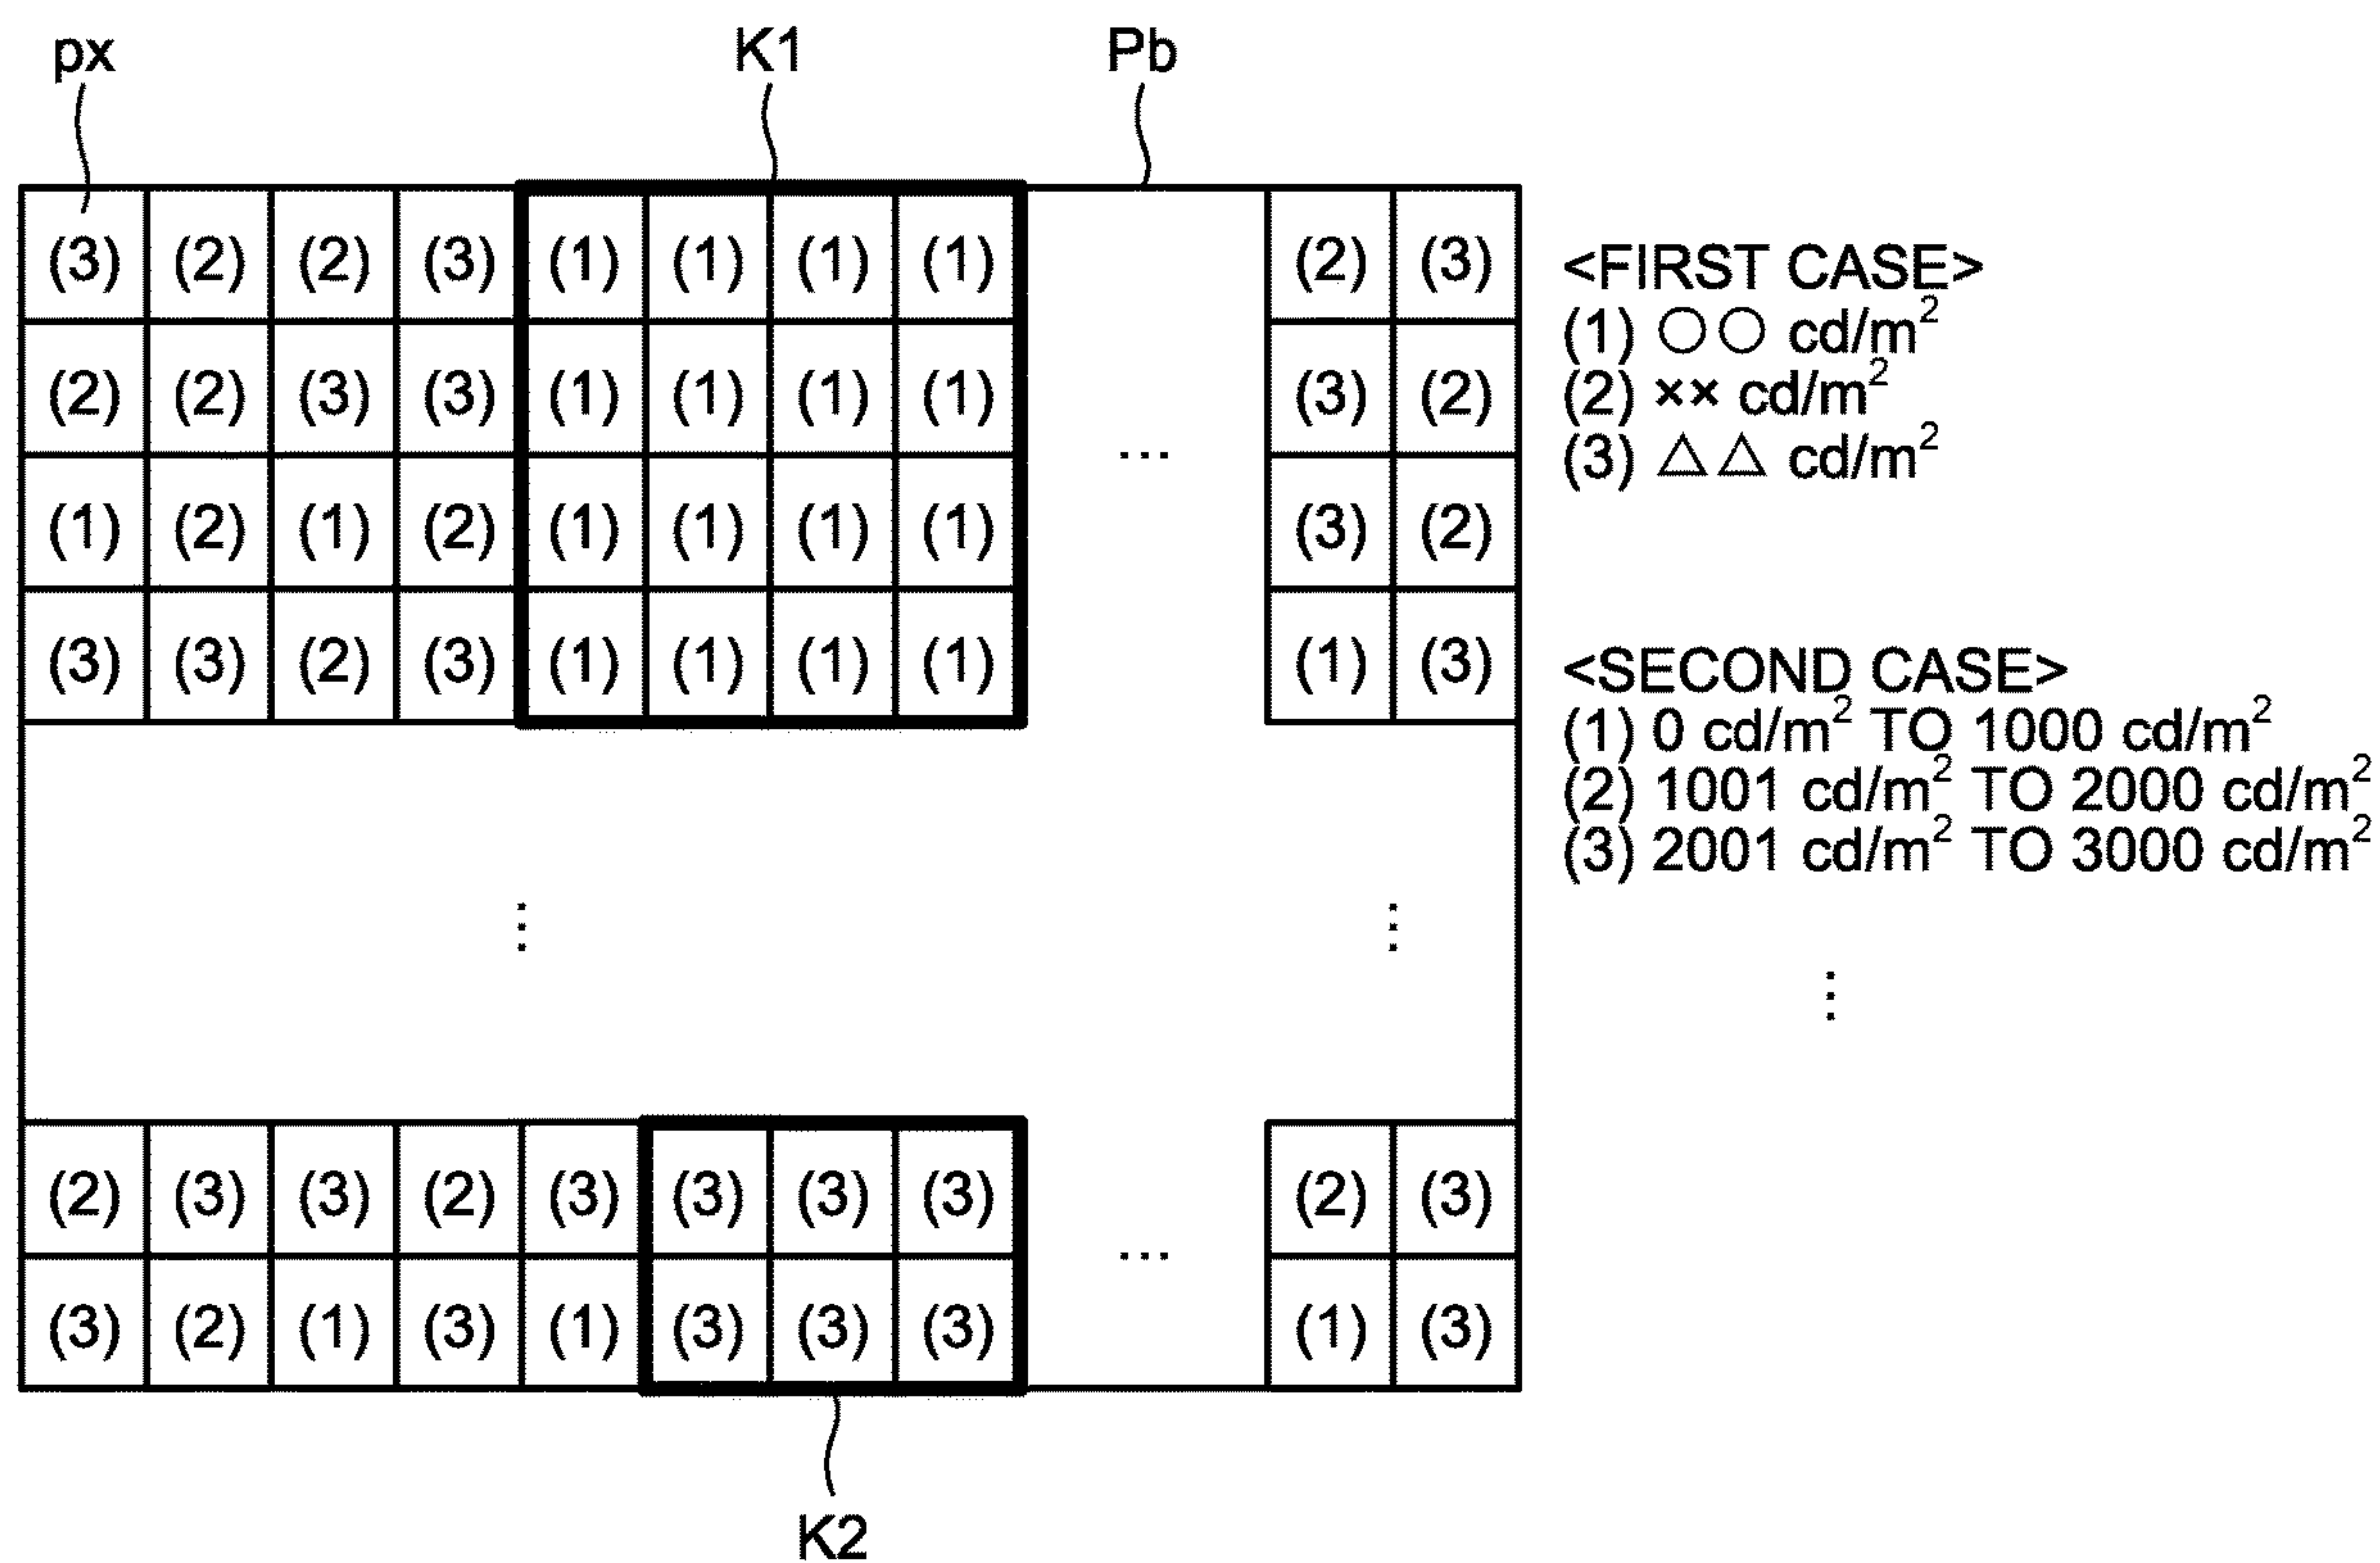 px K1 Pb
(3) (2) (2) (3) (1) (1) (1) (1) (2) (3)
(2) (2) (3) (3) (1) (1) (1) (1) (3) (2)
...
(1) (2) (1) (2) (1) (1) (1) (1) (3) (2)
(3) (3) (2) (3) (1) (1) (1) (1) (1) (3)
⋮ ⋮
(2) (3) (3) (2) (3) (3) (3) (3) (2) (3)
...
(3) (2) (1) (3) (1) (3) (3) (3) (1) (3)
K2
<FIRST CASE>
(1) ○○ cd/m²
(2) ×× cd/m²
(3) △△ cd/m²
<SECOND CASE>
(1) 0 cd/m² TO 1000 cd/m²
(2) 1001 cd/m² TO 2000 cd/m²
(3) 2001 cd/m² TO 3000 cd/m²
⋮